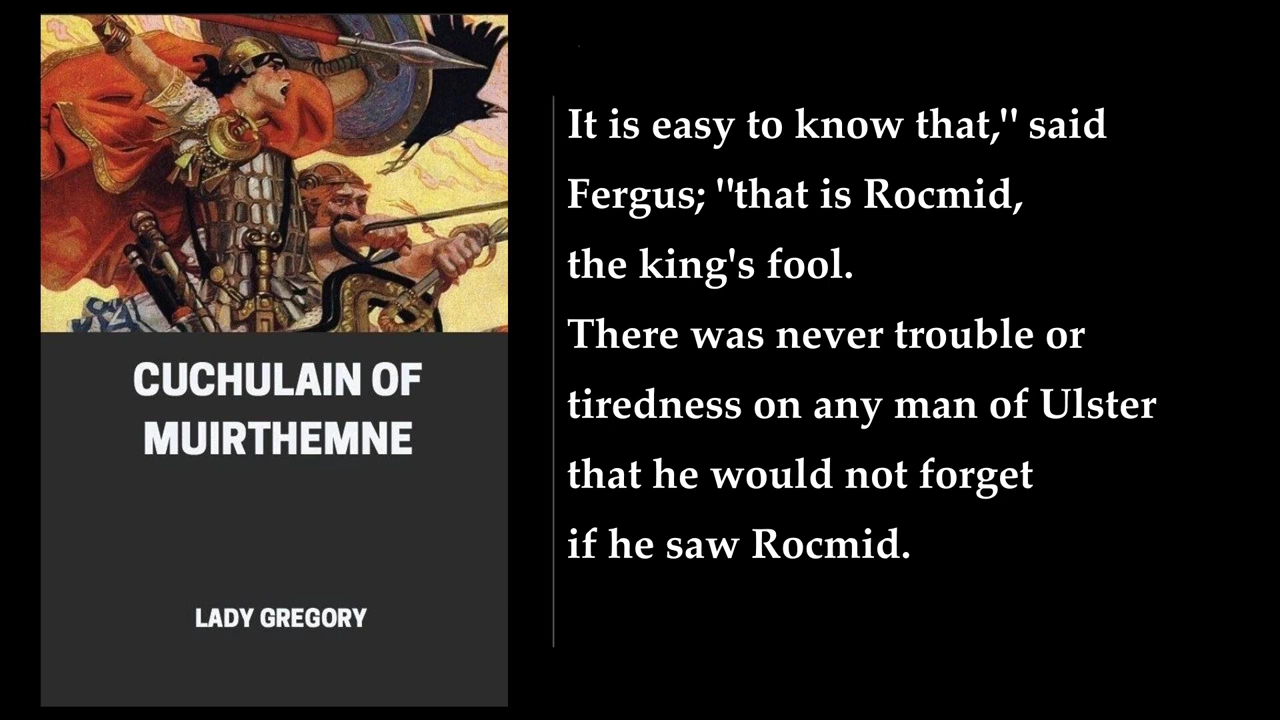 CUCHULAIN OF
MUIRTHEMNE
LADY GREGORY
It is easy to know that," said
Fergus; "that is Rocmid,
the king's fool.
There was never trouble or
tiredness on any man of Ulster
that he would not forget
if he saw Rocmid.